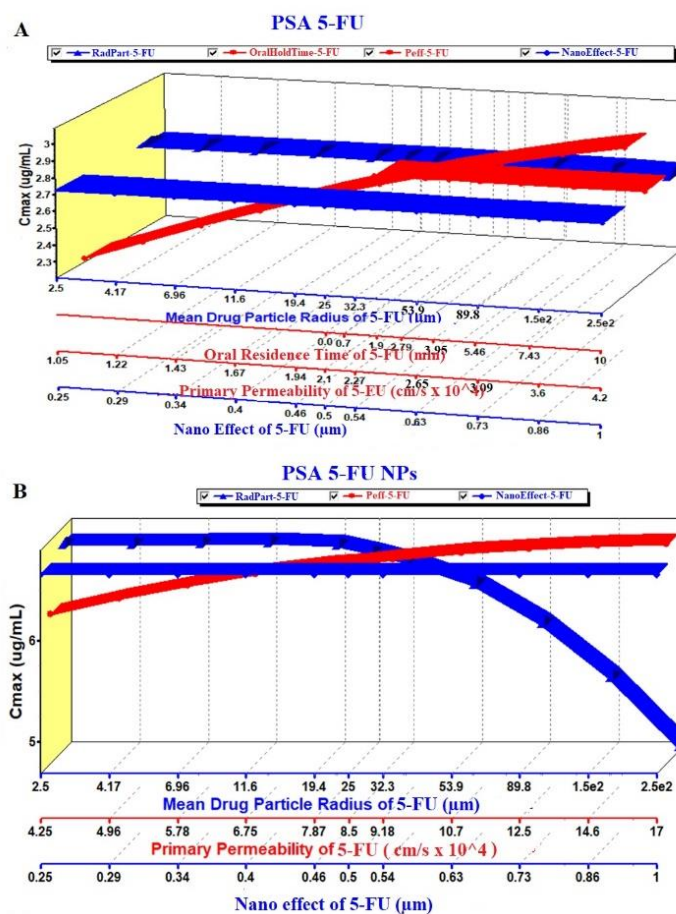 A
PSA 5-FU
RadPart-5-FU OralHoldTime-5-FU Peff-5-FU NanoEffect-5-FU
Cmax (ug/mL)
3
2.9
2.8
2.7
2.6
2.5
2.4
2.3
2.5 4.17 6.96 11.6 19.4 25 32.3 53.9 89.8 1.5e2 2.5e2
Mean Drug Particle Radius of 5-FU (µm)
0.0 0.7 1.9 2.79 3.95 5.46 7.43 10
Oral Residence Time of 5-FU (min)
1.05 1.22 1.43 1.67 1.94 2.1 2.27 2.65 3.09 3.6 4.2
Primary Permeability of 5-EU (cm/s x 10^4)
0.25 0.29 0.34 0.4 0.46 0.5 0.54 0.63 0.73 0.86 1
Nano Effect of 5-FU (µm)
B
PSA 5-FU NPs
RadPart-5-FU Peff-5-FU NanoEffect-5-FU
Cmax (ug/mL)
6
5
2.5 4.17 6.96 11.6 19.4 25 32.3 53.9 89.8 1.5e2 2.5e2
Mean Drug Particle Radius of 5-FU (µm)
4.25 4.96 5.78 6.75 7.87 8.5 9.18 10.7 12.5 14.6 17
Primary Permeability of 5-FU ( cm/s x 10^4 )
0.25 0.29 0.34 0.4 0.46 0.5 0.54 0.63 0.73 0.86 1
Nano effect of 5-FU (µm)